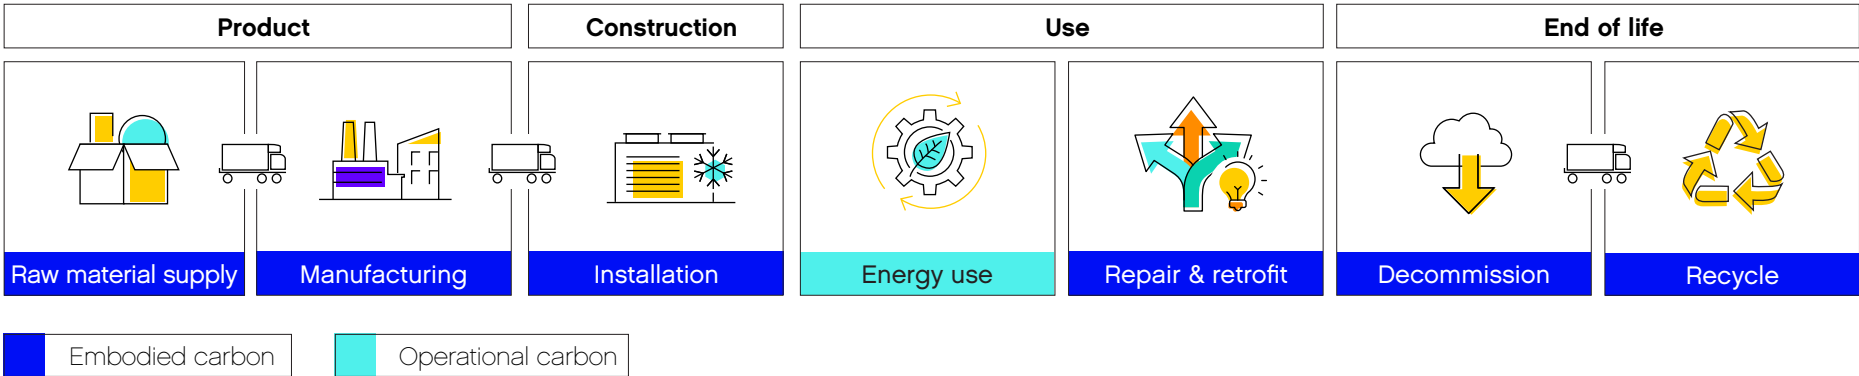 Product
Construction
Use
End of life
Raw material supply
Manufacturing
Installation
Energy use
Repair & retrofit
Decommission
Recycle
Embodied carbon
Operational carbon